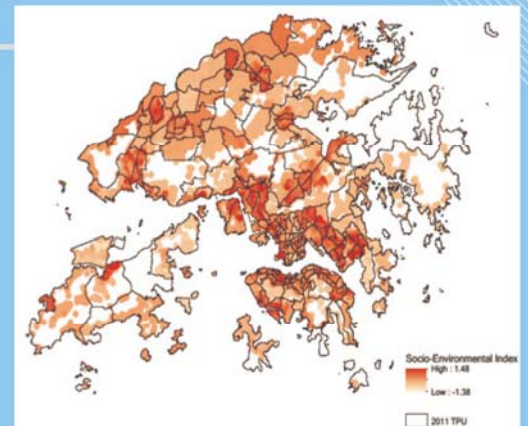 Socio-Environmental Index
High : 1.48
Low : -1.38
2011 TPU